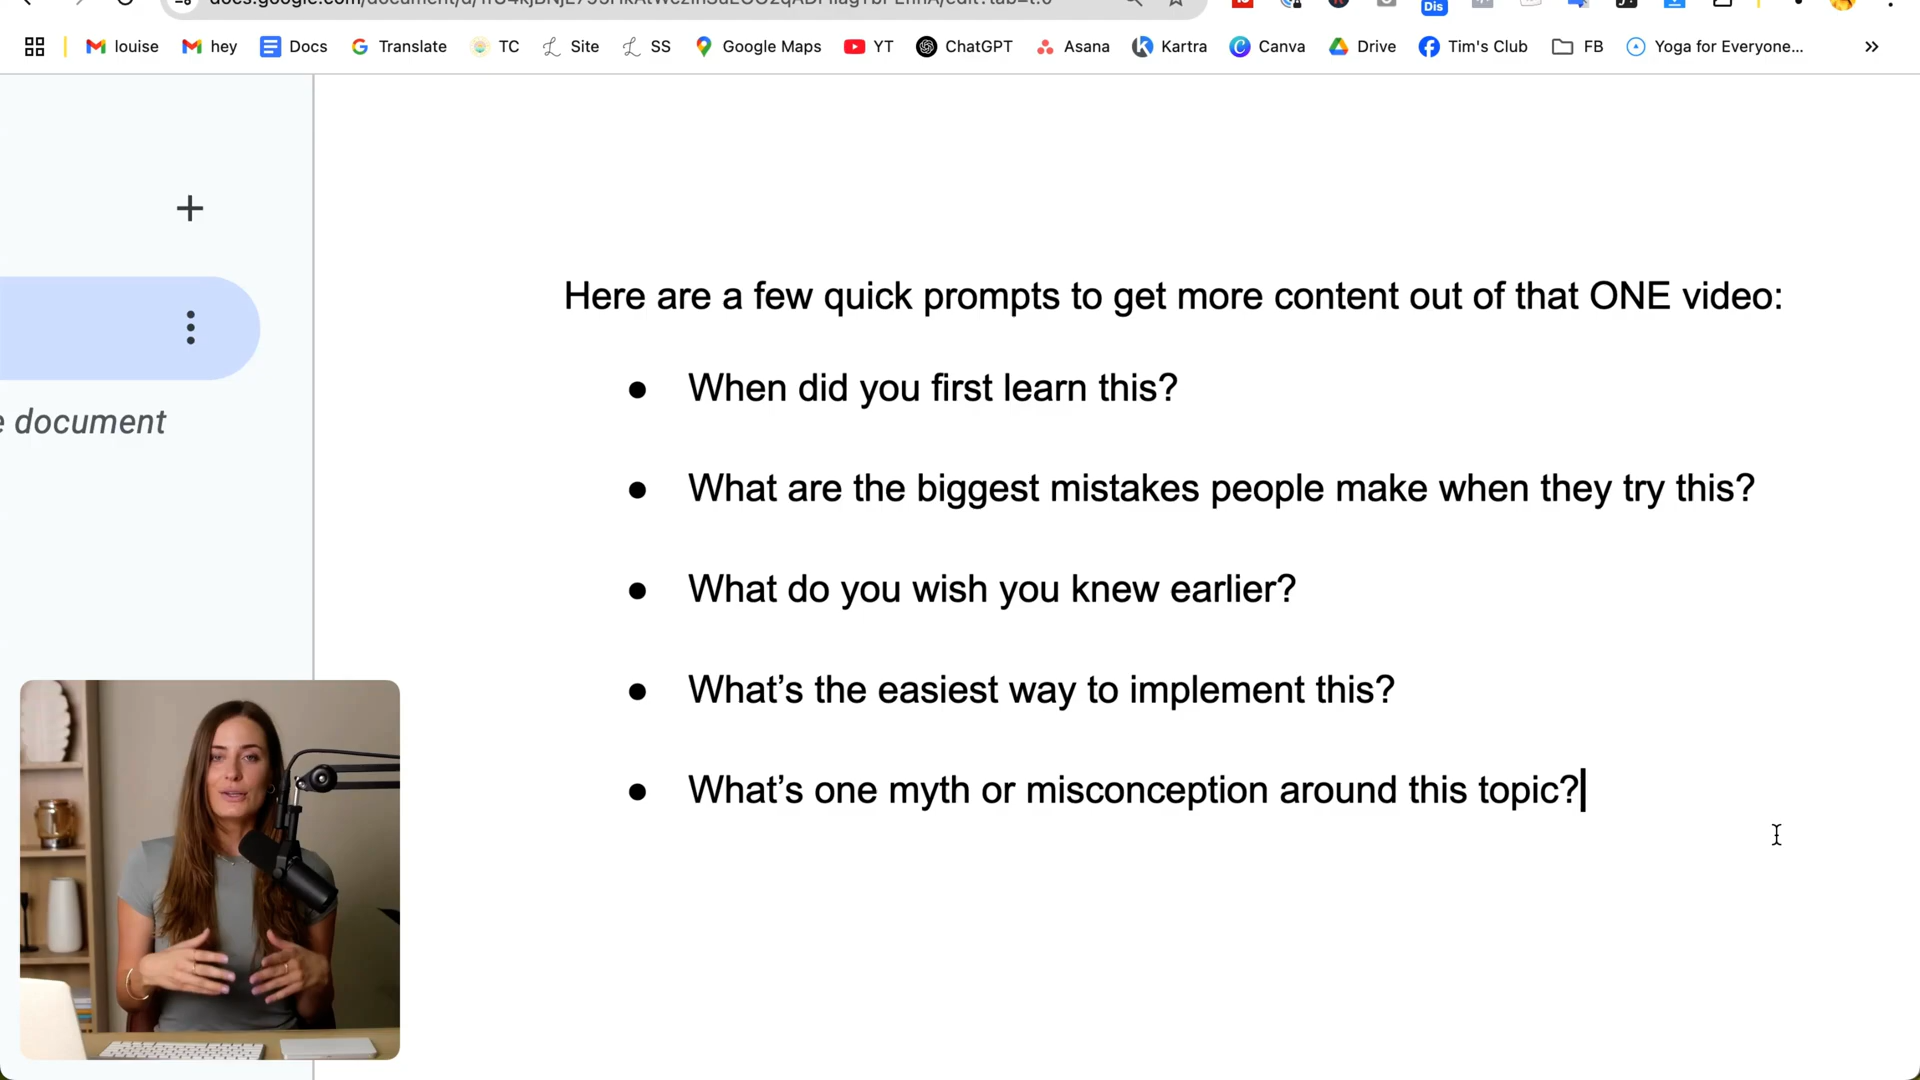 louise hey Docs Translate TC Site SS Google Maps YT ChatGPT Asana Kartra Canva Drive Tim's Club FB Yoga for Everyone...
Dis
document
Here are a few quick prompts to get more content out of that ONE video:
● When did you first learn this?
● What are the biggest mistakes people make when they try this?
● What do you wish you knew earlier?
● What's the easiest way to implement this?
● What's one myth or misconception around this topic?